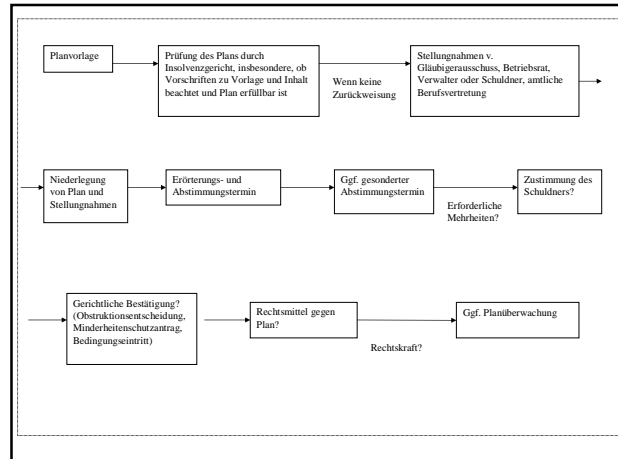 Planvorlage
Prüfung des Plans durch
Insolvenzgericht, insbesondere, ob
Vorschriften zu Vorlage und Inhalt
beachtet und Plan erfüllbar ist
Wenn keine
Zurückweisung
Stellungnahmen v.
Gläubigerausschuss, Betriebsrat,
Verwalter oder Schuldner, amtliche
Berufsvertretung
Niederlegung
von Plan und
Stellungnahmen
Erörterungs- und
Abstimmungstermin
Ggf. gesonderter
Abstimmungstermin
Erforderliche
Mehrheiten?
Zustimmung des
Schuldners?
Gerichtliche Bestätigung?
(Obstruktionsentscheidung,
Minderheitenschutzantrag,
Bedingungseintritt)
Rechtsmittel gegen
Plan?
Rechtskraft?
Ggf. Planüberwachung